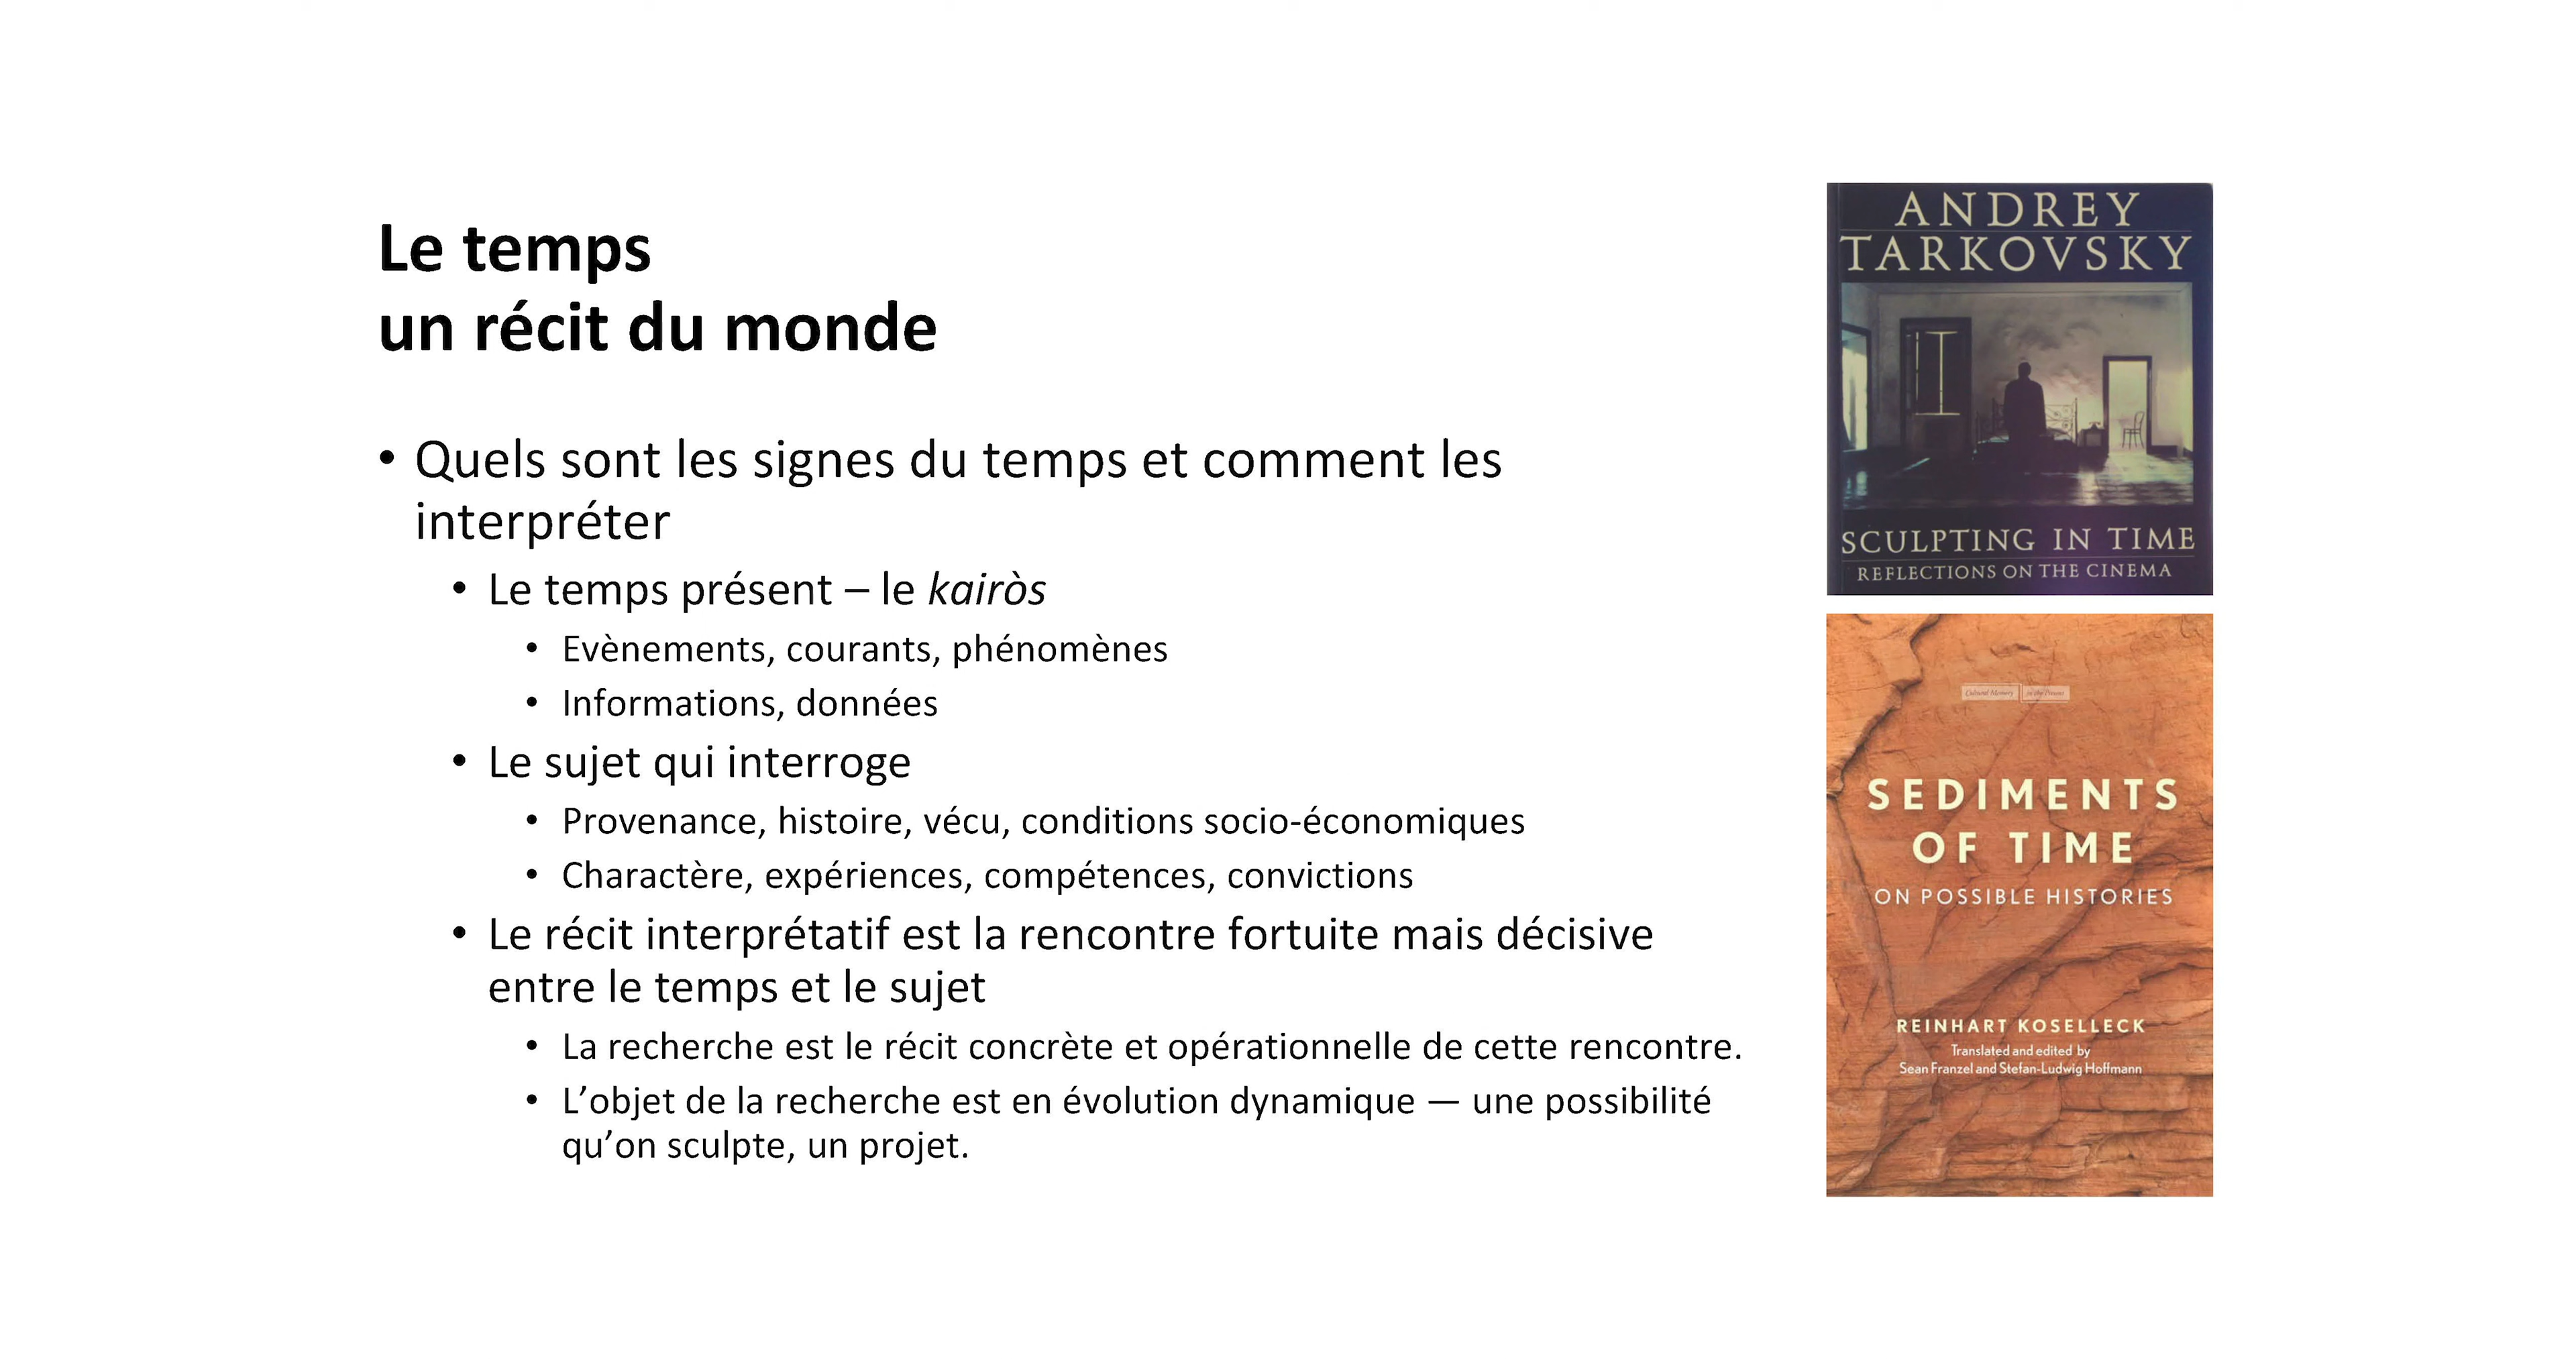 Le temps
un récit du monde
• Quels sont les signes du temps et comment les
interpréter
• Le temps présent – le kairòs
• Evènements, courants, phénomènes
• Informations, données
• Le sujet qui interroge
• Provenance, histoire, vécu, conditions socio-économiques
• Charactère, expériences, compétences, convictions
• Le récit interprétatif est la rencontre fortuite mais décisive
entre le temps et le sujet
• La recherche est le récit concrète et opérationnelle de cette rencontre.
• L’objet de la recherche est en évolution dynamique — une possibilité
qu’on sculpte, un projet.
ANDREY
TARKOVSKY
SCULPTING IN TIME
REFLECTIONS ON THE CINEMA
Cultural Memory in the Present
SEDIMENTS
OF TIME
ON POSSIBLE HISTORIES
REINHART KOSELLECK
Translated and edited by
Sean Franzel and Stefan-Ludwig Hoffmann